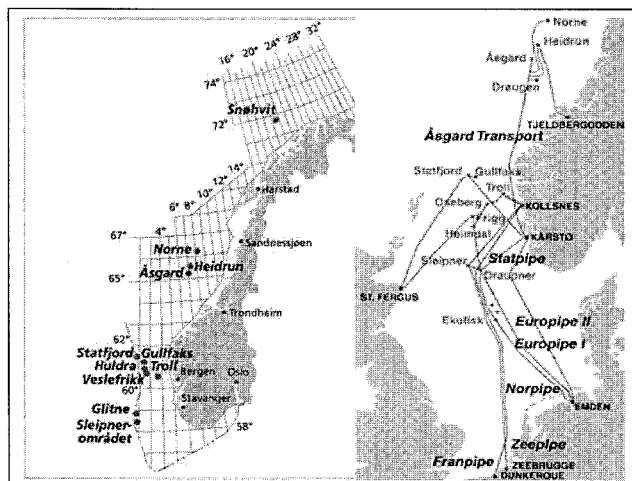 16° 20° 24° 28° 32°
74°
Snøhvit
72°
14°
12°
10°
8°
6°
Harstad
4°
67°
Sandnessjøen
Norne
Heidrun
Åsgard
65°
Trondheim
62°
Statfjord Gullfaks
Huldra Troll
Veslefrikk
Bergen
Oslo
60°
Stavanger
Glitne
58°
Sleipner-
området
Norne
Heidrun
Åsgard
Draugen
TJELDBERGODDEN
Åsgard Transport
Statfjord
Gullfaks
Troll
Oseberg
KOLLSNES
Frigg
Heimdal
KÅRSTØ
Statpipe
Sleipner
Draupner
ST. FERGUS
Ekofisk
Europipe II
Europipe I
Norpipe
EMDEN
Zeepipe
Franpipe
ZEEBRUGGE
DUNKERQUE